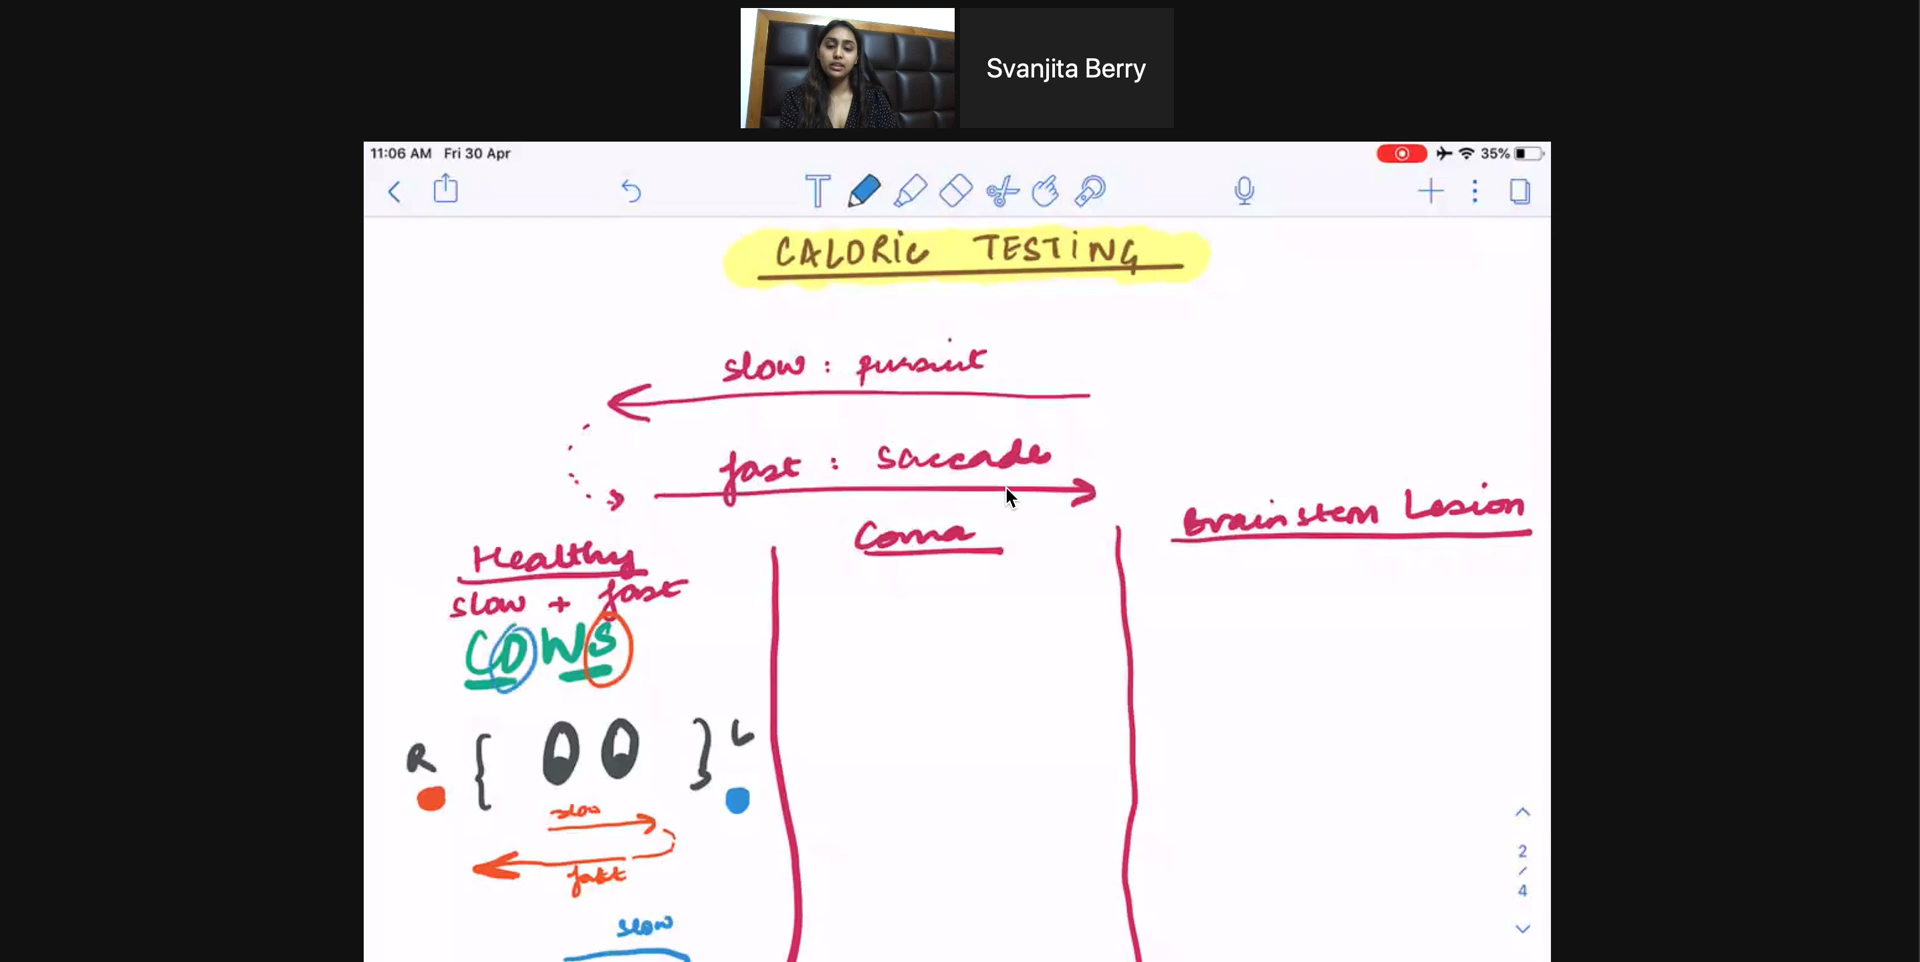 Svanjita Berry
11:06 AM Fri 30 Apr
35%
T
CALORIC TESTING
slow : pursuit
fast : saccade
Healthy
Coma
Brainstem Lesion
slow + fast
COWS
R
L
slow
fast
slow
2
/
4